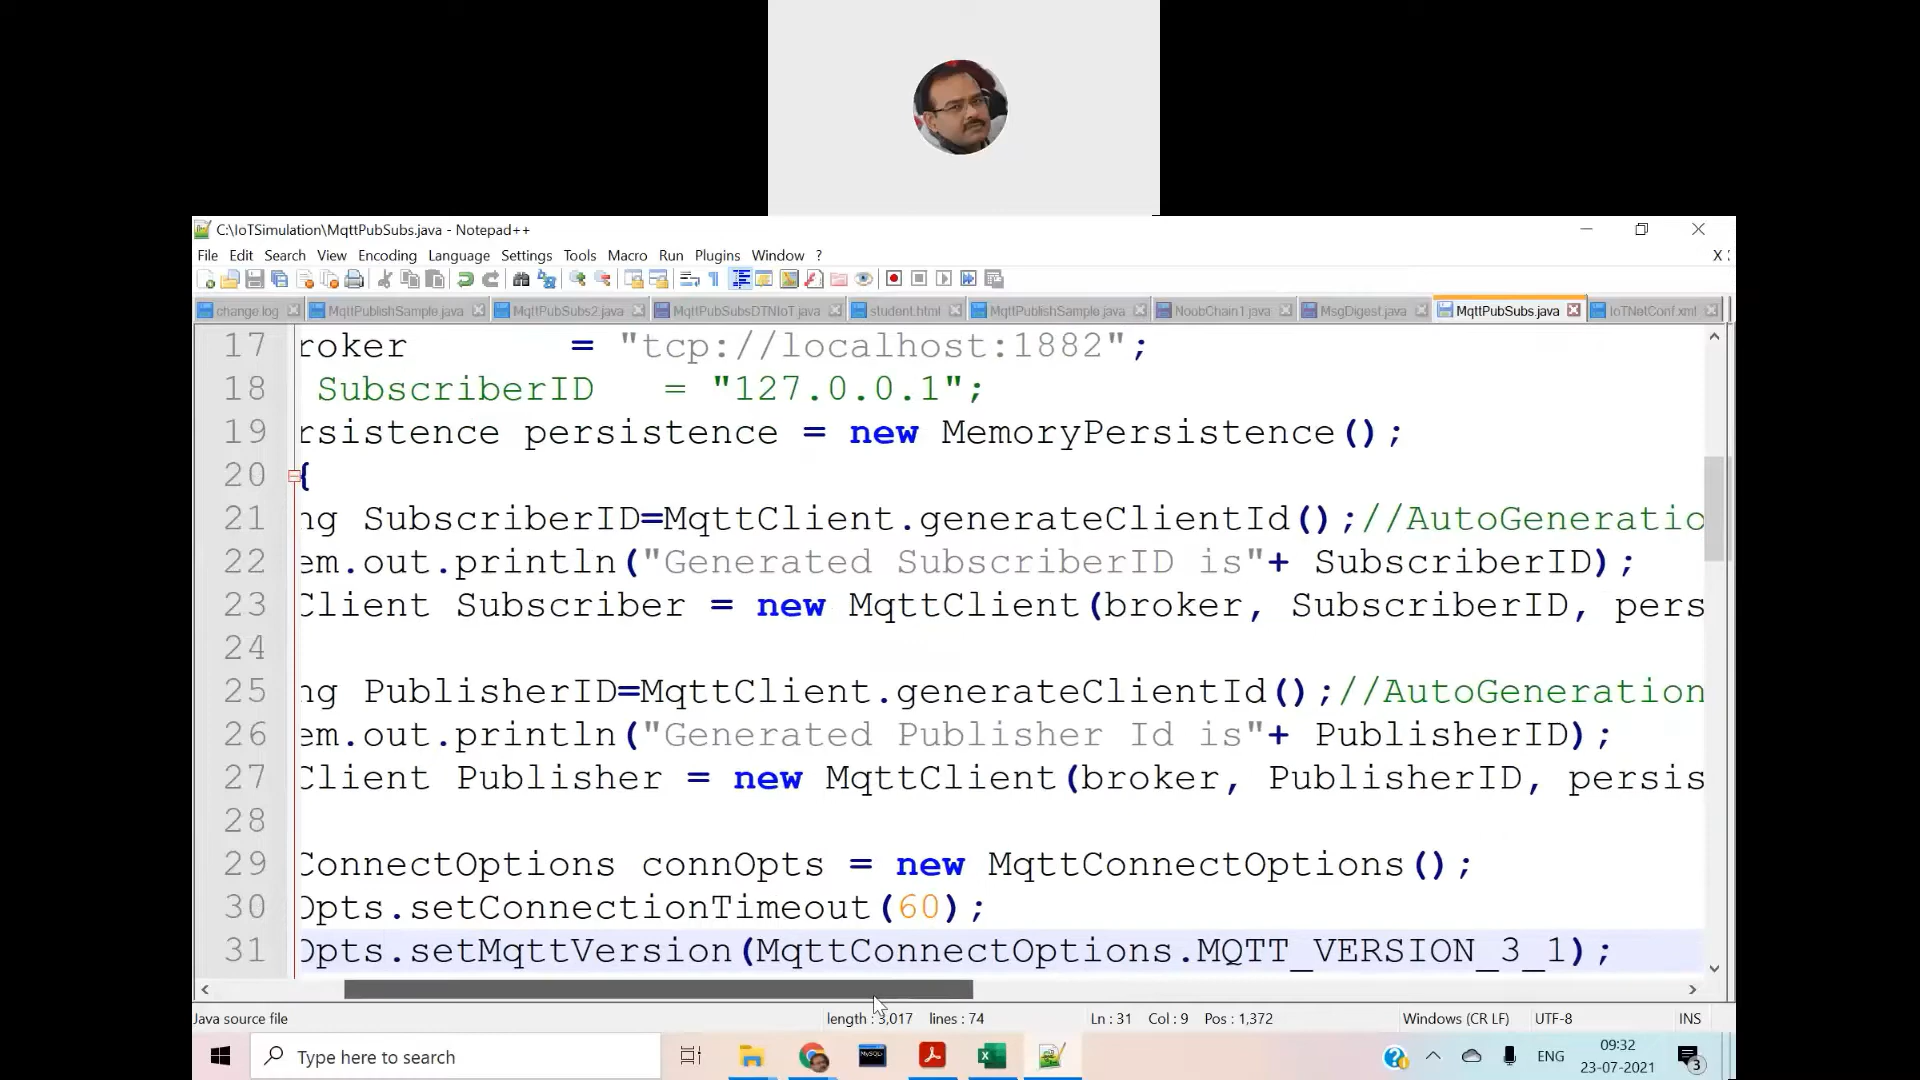 C:\IoTSimulation\MqttPubSubs.java - Notepad++
File Edit Search View Encoding Language Settings Tools Macro Run Plugins Window ? X
change log MqttPublishSample.java MqttPubSubs2.java MqttPubSubsDTNIoT.java student.html MqttPublishSample.java NoobChain1.java MsgDigest.java MqttPubSubs.java IoTNetConf.xml
17 roker = "tcp://localhost:1882";
18 SubscriberID = "127.0.0.1";
19 rsistence persistence = new MemoryPersistence();
20 {
21 ng SubscriberID=MqttClient.generateClientId();//AutoGeneratio
22 em.out.println("Generated SubscriberID is"+ SubscriberID);
23 Client Subscriber = new MqttClient(broker, SubscriberID, pers
24
25 ng PublisherID=MqttClient.generateClientId();//AutoGeneration
26 em.out.println("Generated Publisher Id is"+ PublisherID);
27 Client Publisher = new MqttClient(broker, PublisherID, persis
28
29 ConnectOptions connOpts = new MqttConnectOptions();
30 Opts.setConnectionTimeout(60);
31 Opts.setMqttVersion(MqttConnectOptions.MQTT_VERSION_3_1);
Java source file length : 3,017 lines : 74 Ln : 31 Col : 9 Pos : 1,372 Windows (CR LF) UTF-8 INS
Type here to search MySQL ENG 09:32
23-07-2021 3